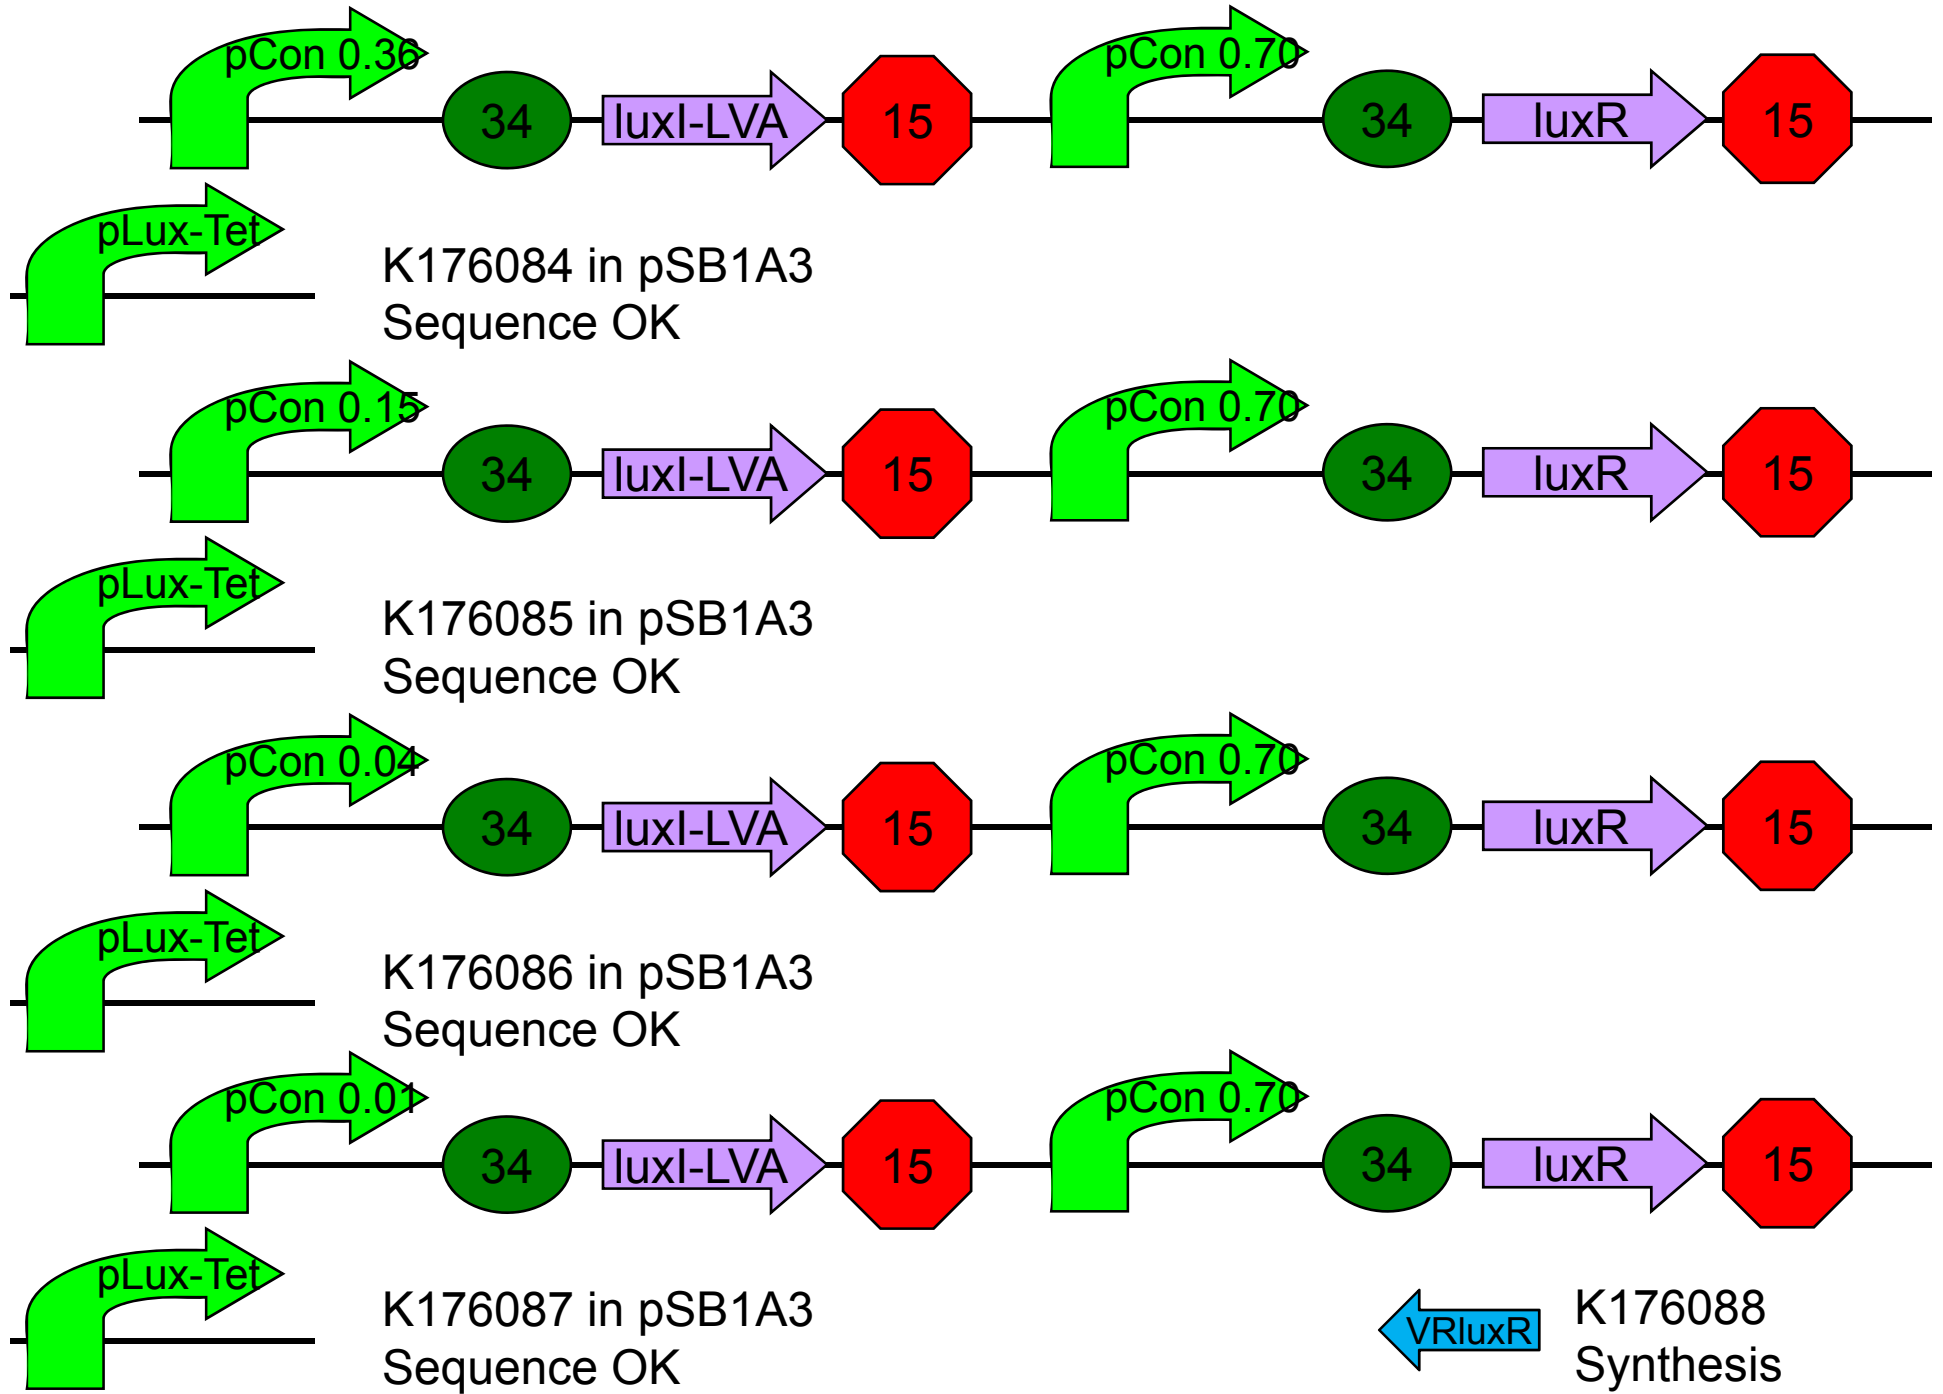 pCon 0.36
34
luxI-LVA
15
pCon 0.70
34
luxR
15
pLux-Tet
K176084 in pSB1A3
Sequence OK
pCon 0.15
34
luxI-LVA
15
pCon 0.70
34
luxR
15
pLux-Tet
K176085 in pSB1A3
Sequence OK
pCon 0.04
34
luxI-LVA
15
pCon 0.70
34
luxR
15
pLux-Tet
K176086 in pSB1A3
Sequence OK
pCon 0.01
34
luxI-LVA
15
pCon 0.70
34
luxR
15
pLux-Tet
K176087 in pSB1A3
Sequence OK
VRluxR
K176088
Synthesis